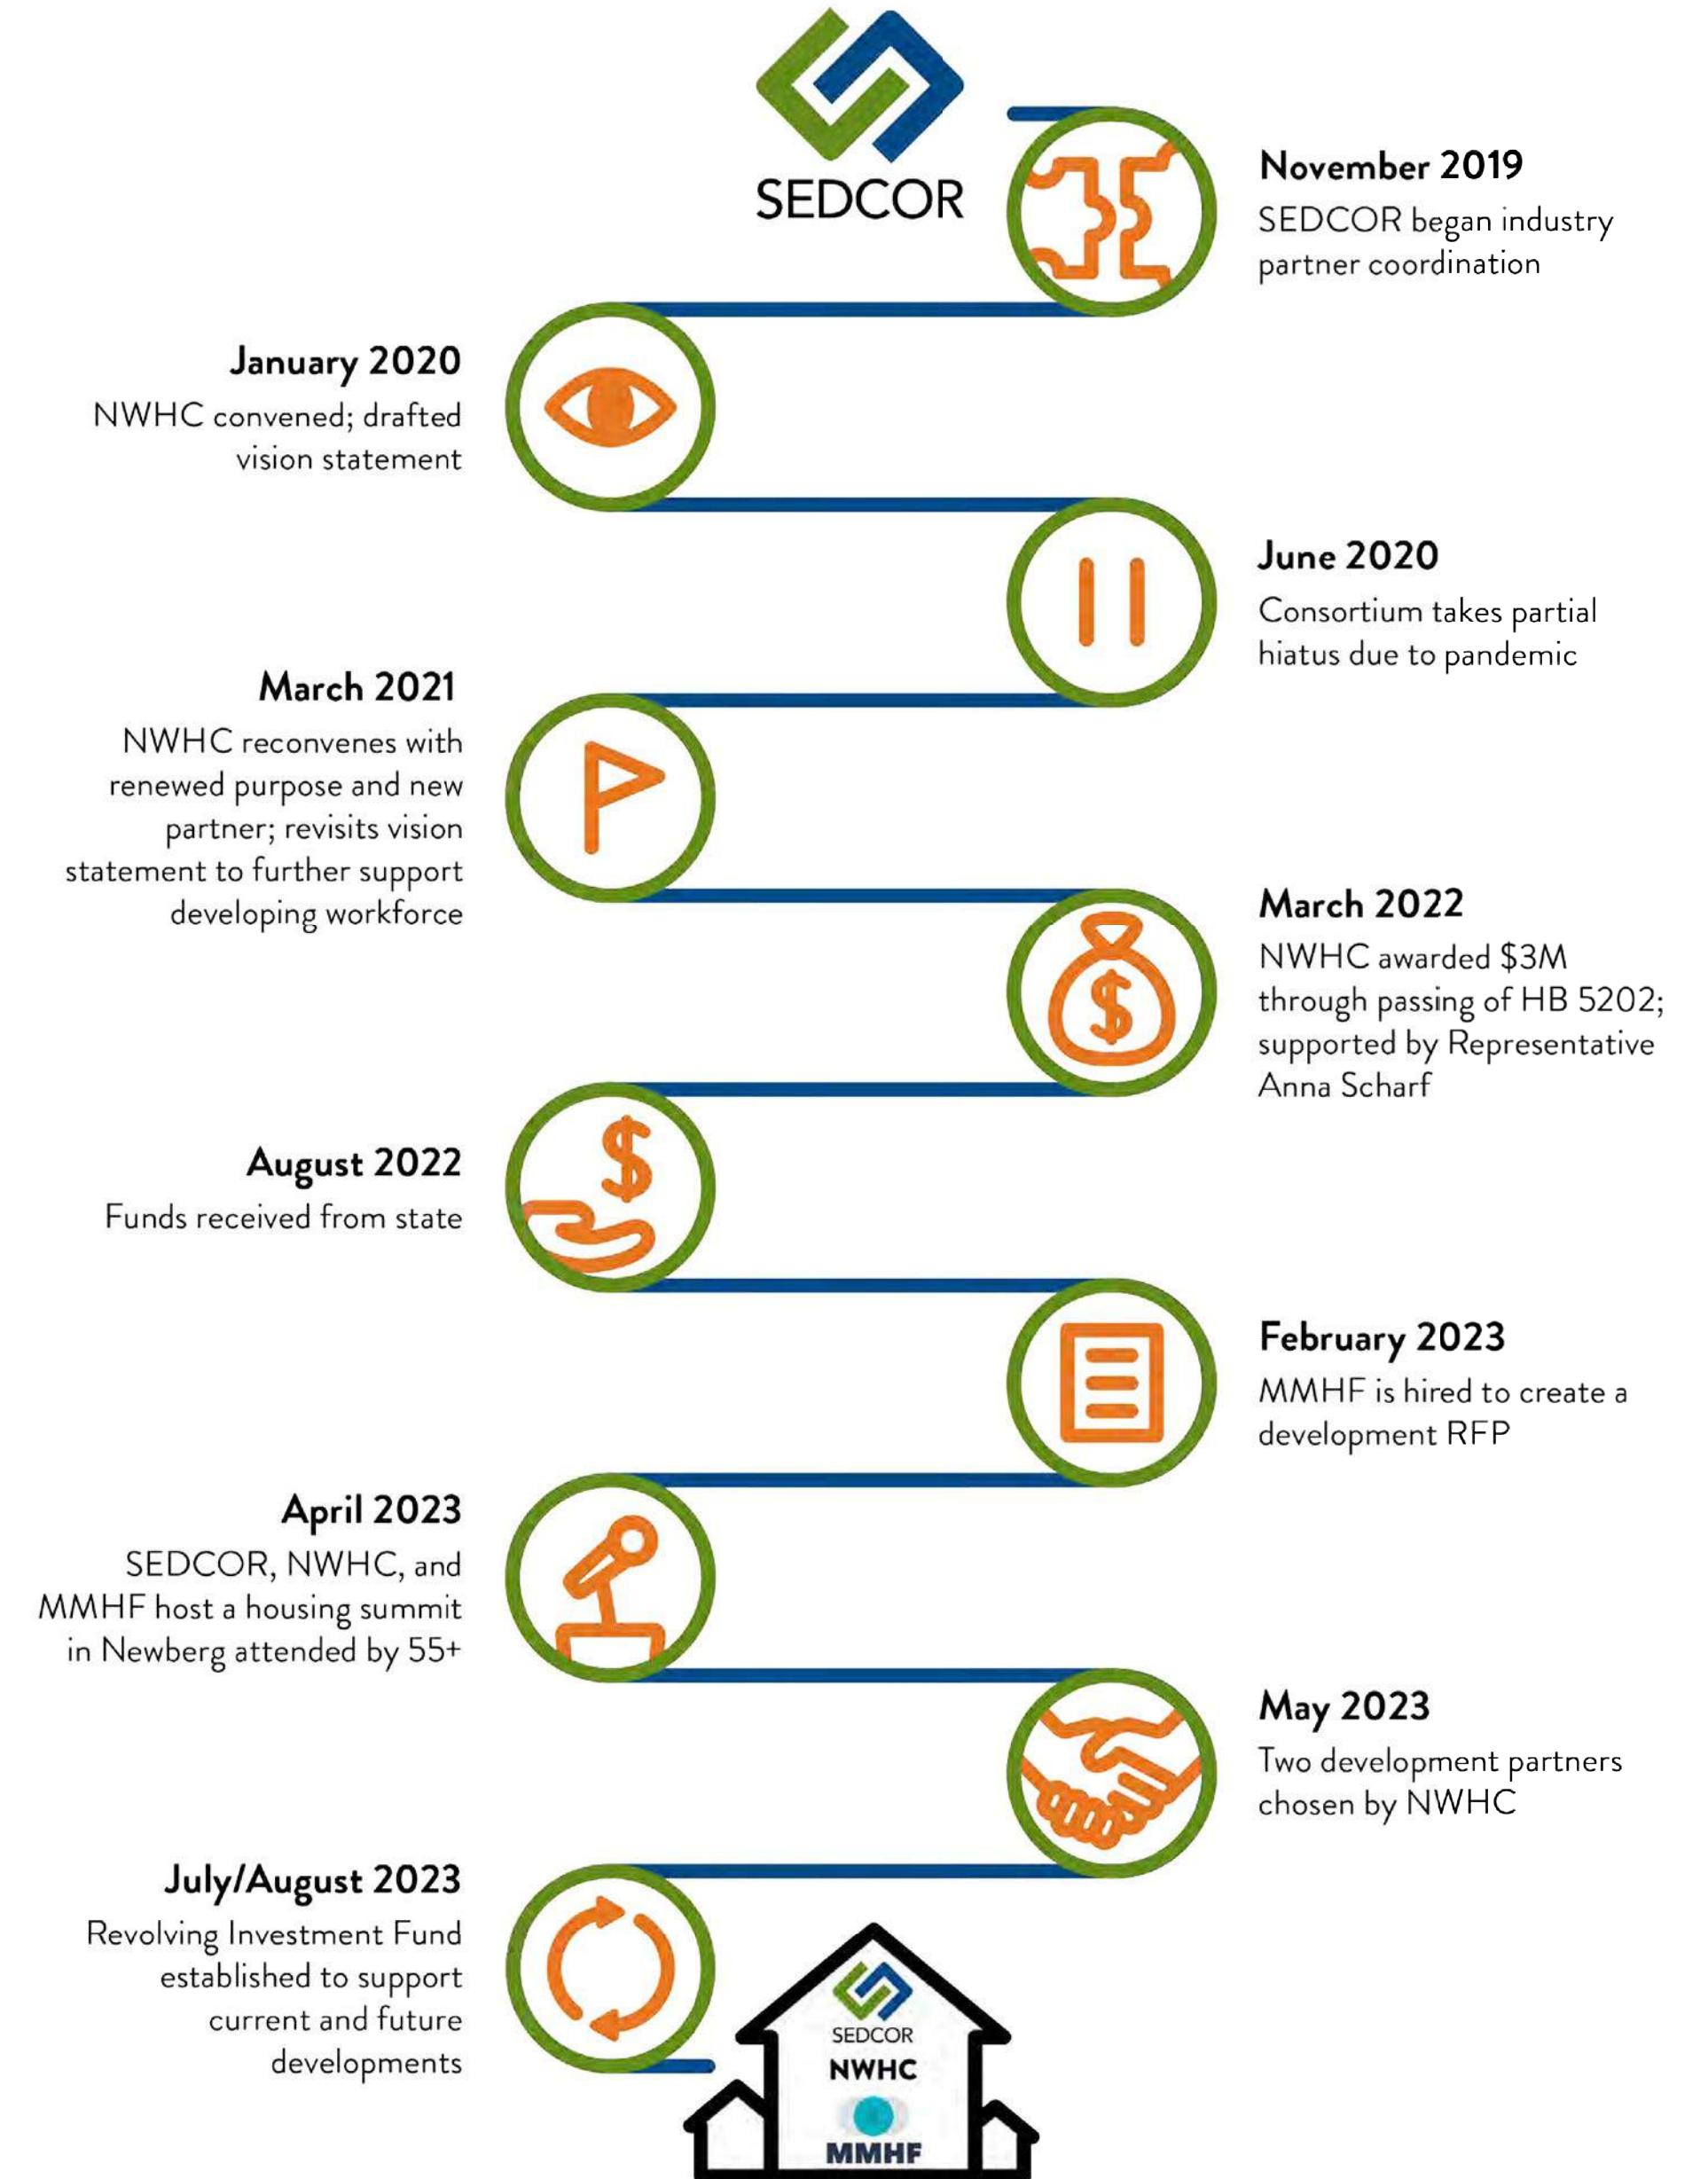 SEDCOR
November 2019
SEDCOR began industry
partner coordination
January 2020
NWHC convened; drafted
vision statement
June 2020
Consortium takes partial
hiatus due to pandemic
March 2021
NWHC reconvenes with
renewed purpose and new
partner; revisits vision
statement to further support
developing workforce
March 2022
NWHC awarded $3M
through passing of HB 5202;
supported by Representative
Anna Scharf
August 2022
Funds received from state
February 2023
MMHF is hired to create a
development RFP
April 2023
SEDCOR, NWHC, and
MMHF host a housing summit
in Newberg attended by 55+
May 2023
Two development partners
chosen by NWHC
July/August 2023
Revolving Investment Fund
established to support
current and future
developments
SEDCOR
NWHC
MMHF